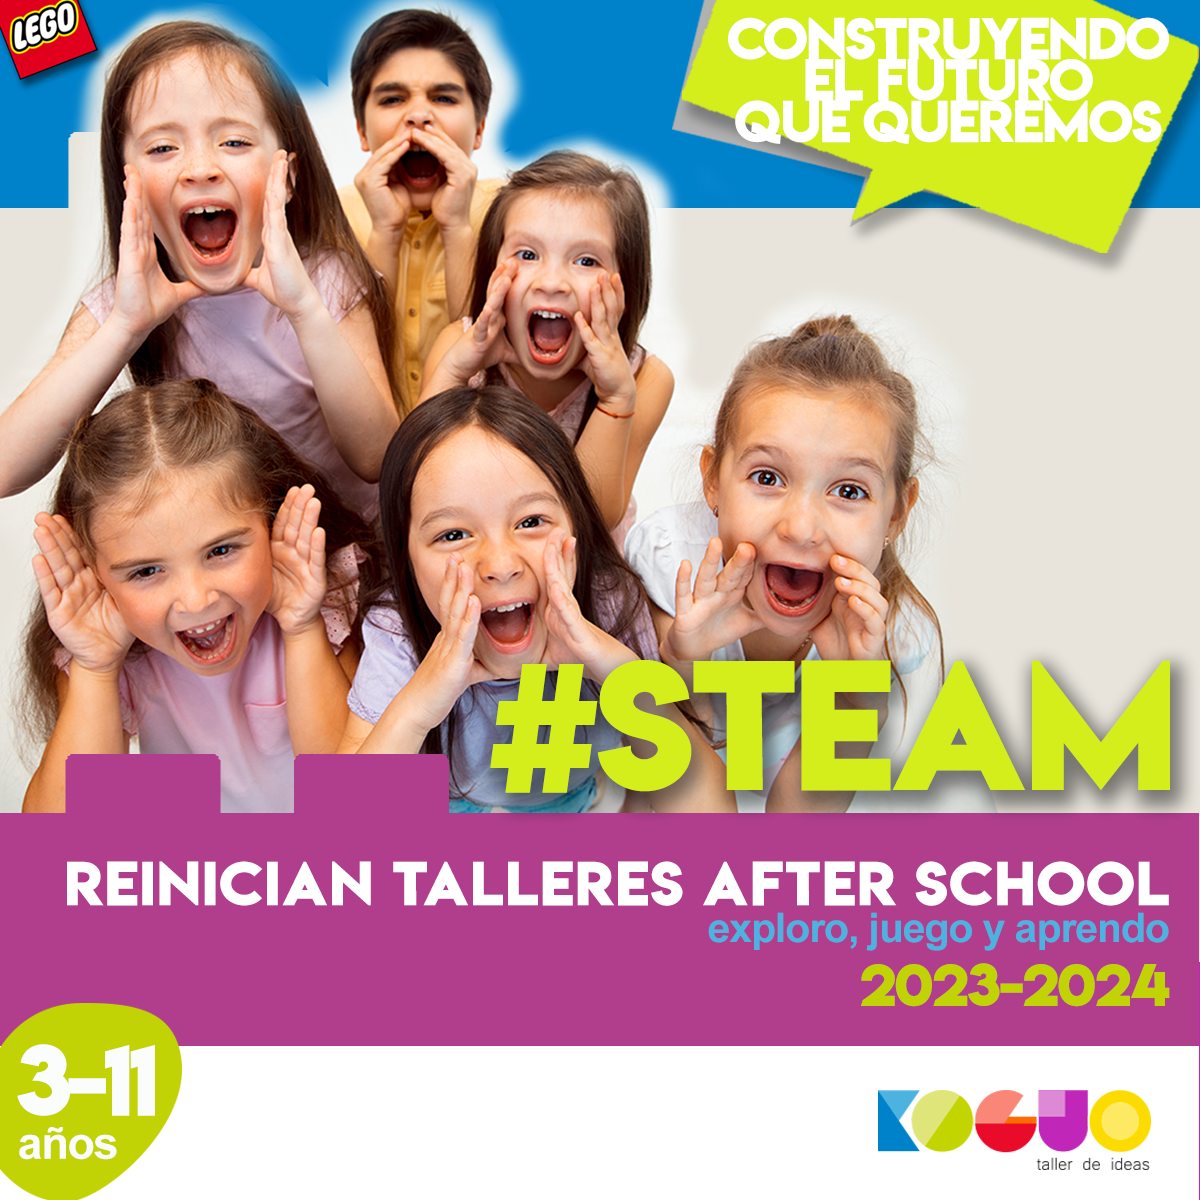 LEGO
CONSTRUYENDO
EL FUTURO
QUE QUEREMOS
#STEAM
REINICIAN TALLERES AFTER SCHOOL
exploro, juego y aprendo
2023-2024
3-11
años
KOGUO
taller de ideas